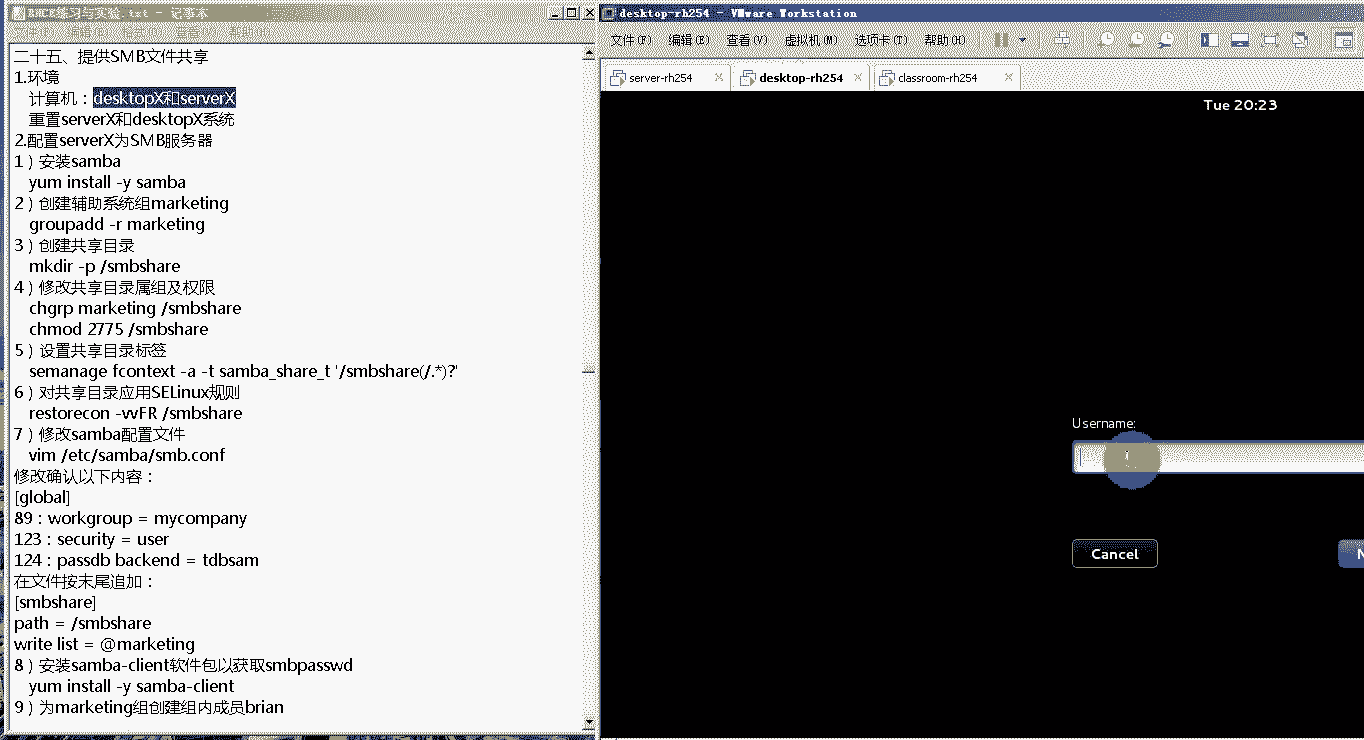 RHCE练习与实验.txt - 记事本
文件(F) 编辑(E) 格式(O) 查看(V) 帮助(H)
二十五、提供SMB文件共享
1.环境
计算机：desktopX和serverX
重置serverX和desktopX系统
2.配置serverX为SMB服务器
1）安装samba
yum install -y samba
2）创建辅助系统组marketing
groupadd -r marketing
3）创建共享目录
mkdir -p /smbshare
4）修改共享目录属组及权限
chgrp marketing /smbshare
chmod 2775 /smbshare
5）设置共享目录标签
semanage fcontext -a -t samba_share_t '/smbshare(/.*)?'
6）对共享目录应用SELinux规则
restorecon -vvFR /smbshare
7）修改samba配置文件
vim /etc/samba/smb.conf
修改确认以下内容：
[global]
89：workgroup = mycompany
123：security = user
124：passdb backend = tdbsam
在文件按末尾追加：
[smbshare]
path = /smbshare
write list = @marketing
8）安装samba-client软件包以获取smbpasswd
yum install -y samba-client
9）为marketing组创建组内成员brian
desktop-rh254 - VMware Workstation
文件(F) 编辑(E) 查看(V) 虚拟机(M) 选项卡(T) 帮助(H)
server-rh254 desktop-rh254 classroom-rh254
Tue 20:23
Username:
Cancel